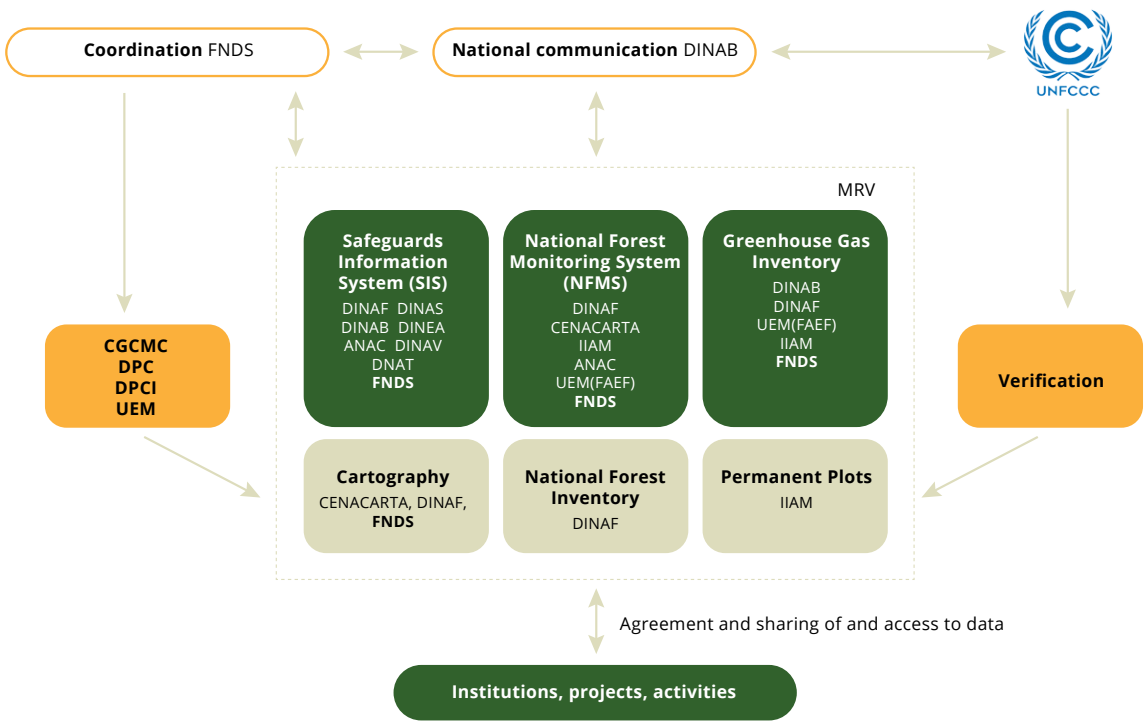 Coordination FNDS
National communication DINAB
UNFCCC
MRV
Safeguards
Information
System (SIS)
DINAF DINAS
DINAB DINEA
ANAC DINAV
DNAT
FNDS
National Forest
Monitoring System
(NFMS)
DINAF
CENACARTA
IIAM
ANAC
UEM(FAEF)
FNDS
Greenhouse Gas
Inventory
DINAB
DINAF
UEM(FAEF)
IIAM
FNDS
CGCMC
DPC
DPCI
UEM
Verification
Cartography
CENACARTA, DINAF,
FNDS
National Forest
Inventory
DINAF
Permanent Plots
IIAM
Agreement and sharing of and access to data
Institutions, projects, activities